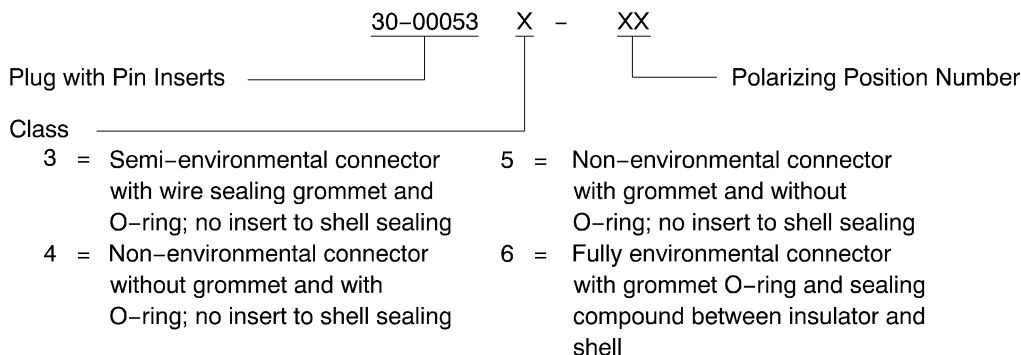 30−00053 X − XX
Plug with Pin Inserts
Polarizing Position Number
Class
3 = Semi−environmental connector
with wire sealing grommet and
O−ring; no insert to shell sealing
4 = Non−environmental connector
without grommet and with
O−ring; no insert to shell sealing
5 = Non−environmental connector
with grommet and without
O−ring; no insert to shell sealing
6 = Fully environmental connector
with grommet O−ring and sealing
compound between insulator and
shell